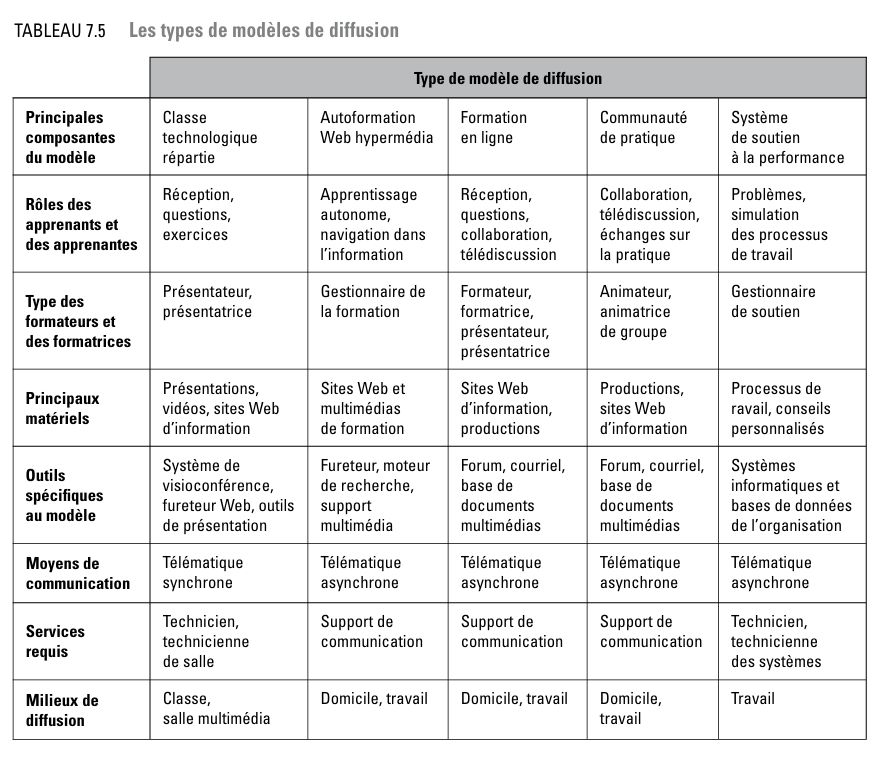 TABLEAU 7.5 Les types de modèles de diffusion
Type de modèle de diffusion
Principales
composantes
du modèle
Classe
technologique
répartie
Autoformation
Web hypermédia
Formation
en ligne
Communauté
de pratique
Système
de soutien
à la performance
Rôles des
apprenants et
des apprenantes
Réception,
questions,
exercices
Apprentissage
autonome,
navigation dans
l'information
Réception,
questions,
collaboration,
télédiscussion
Collaboration,
télédiscussion,
échanges sur
la pratique
Problèmes,
simulation
des processus
de travail
Type des
formateurs et
des formatrices
Présentateur,
présentatrice
Gestionnaire de
la formation
Formateur,
formatrice,
présentateur,
présentatrice
Animateur,
animatrice
de groupe
Gestionnaire
de soutien
Principaux
matériels
Présentations,
vidéos, sites Web
d'information
Sites Web et
multimédias
de formation
Sites Web
d'information,
productions
Productions,
sites Web
d'information
Processus de
ravail, conseils
personnalisés
Outils
spécifiques
au modèle
Système de
visioconférence,
fureteur Web, outils
de présentation
Fureteur, moteur
de recherche,
support
multimédia
Forum, courriel,
base de
documents
multimédias
Forum, courriel,
base de
documents
multimédias
Systèmes
informatiques et
bases de données
de l'organisation
Moyens de
communication
Télématique
synchrone
Télématique
asynchrone
Télématique
asynchrone
Télématique
asynchrone
Télématique
asynchrone
Services
requis
Technicien,
technicienne
de salle
Support de
communication
Support de
communication
Support de
communication
Technicien,
technicienne
des systèmes
Milieux de
diffusion
Classe,
salle multimédia
Domicile, travail
Domicile, travail
Domicile,
travail
Travail